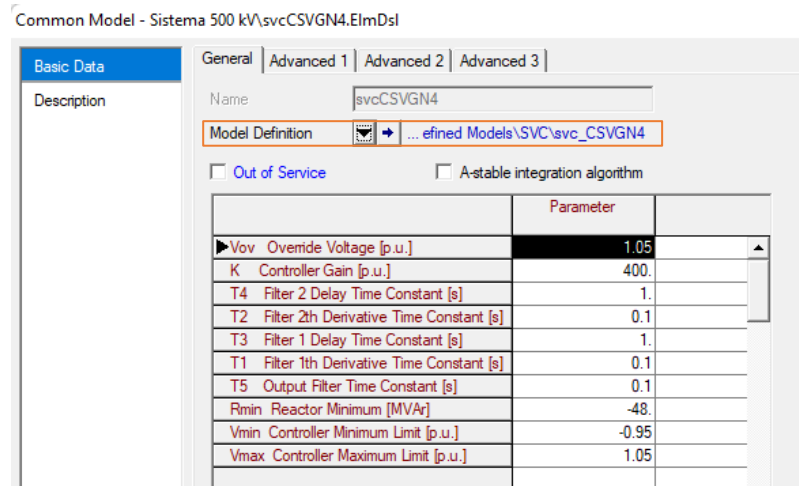 Common Model - Sistema 500 kV\svcCSVGN4.ElmDsl
Basic Data
Description
General Advanced 1 Advanced 2 Advanced 3
Name svcCSVGN4
Model Definition ... efined Models\SVC\svc_CSVGN4
Out of Service A-stable integration algorithm
Parameter
Vov Override Voltage [p.u.] 1.05
K Controller Gain [p.u.] 400.
T4 Filter 2 Delay Time Constant [s] 1.
T2 Filter 2th Derivative Time Constant [s] 0.1
T3 Filter 1 Delay Time Constant [s] 1.
T1 Filter 1th Derivative Time Constant [s] 0.1
T5 Output Filter Time Constant [s] 0.1
Rmin Reactor Minimum [MVAr] -48.
Vmin Controller Minimum Limit [p.u.] -0.95
Vmax Controller Maximum Limit [p.u.] 1.05